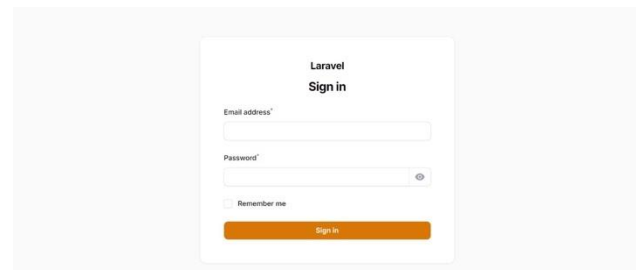 Laravel
Sign in
Email address*
Password*
Remember me
Sign in